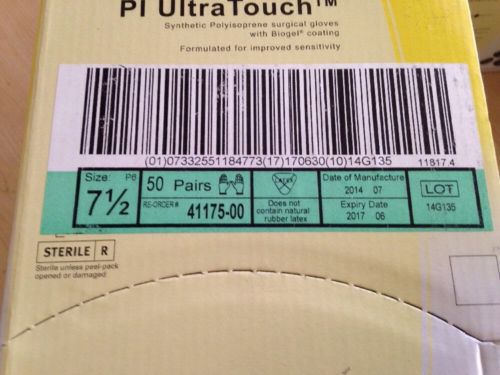 PI UltraTouch™
Synthetic Polyisoprene surgical gloves
with Biogel® coating
Formulated for improved sensitivity
(01)07332551184773(17)170630(10)14G135
11817.4
Size: P6
7½
50 Pairs
RE-ORDER # 41175-00
LATEX
Does not
contain natural
rubber latex
Date of Manufacture
2014 07
Expiry Date
2017 06
LOT
14G135
STERILE R
Sterile unless peel-pack
opened or damaged